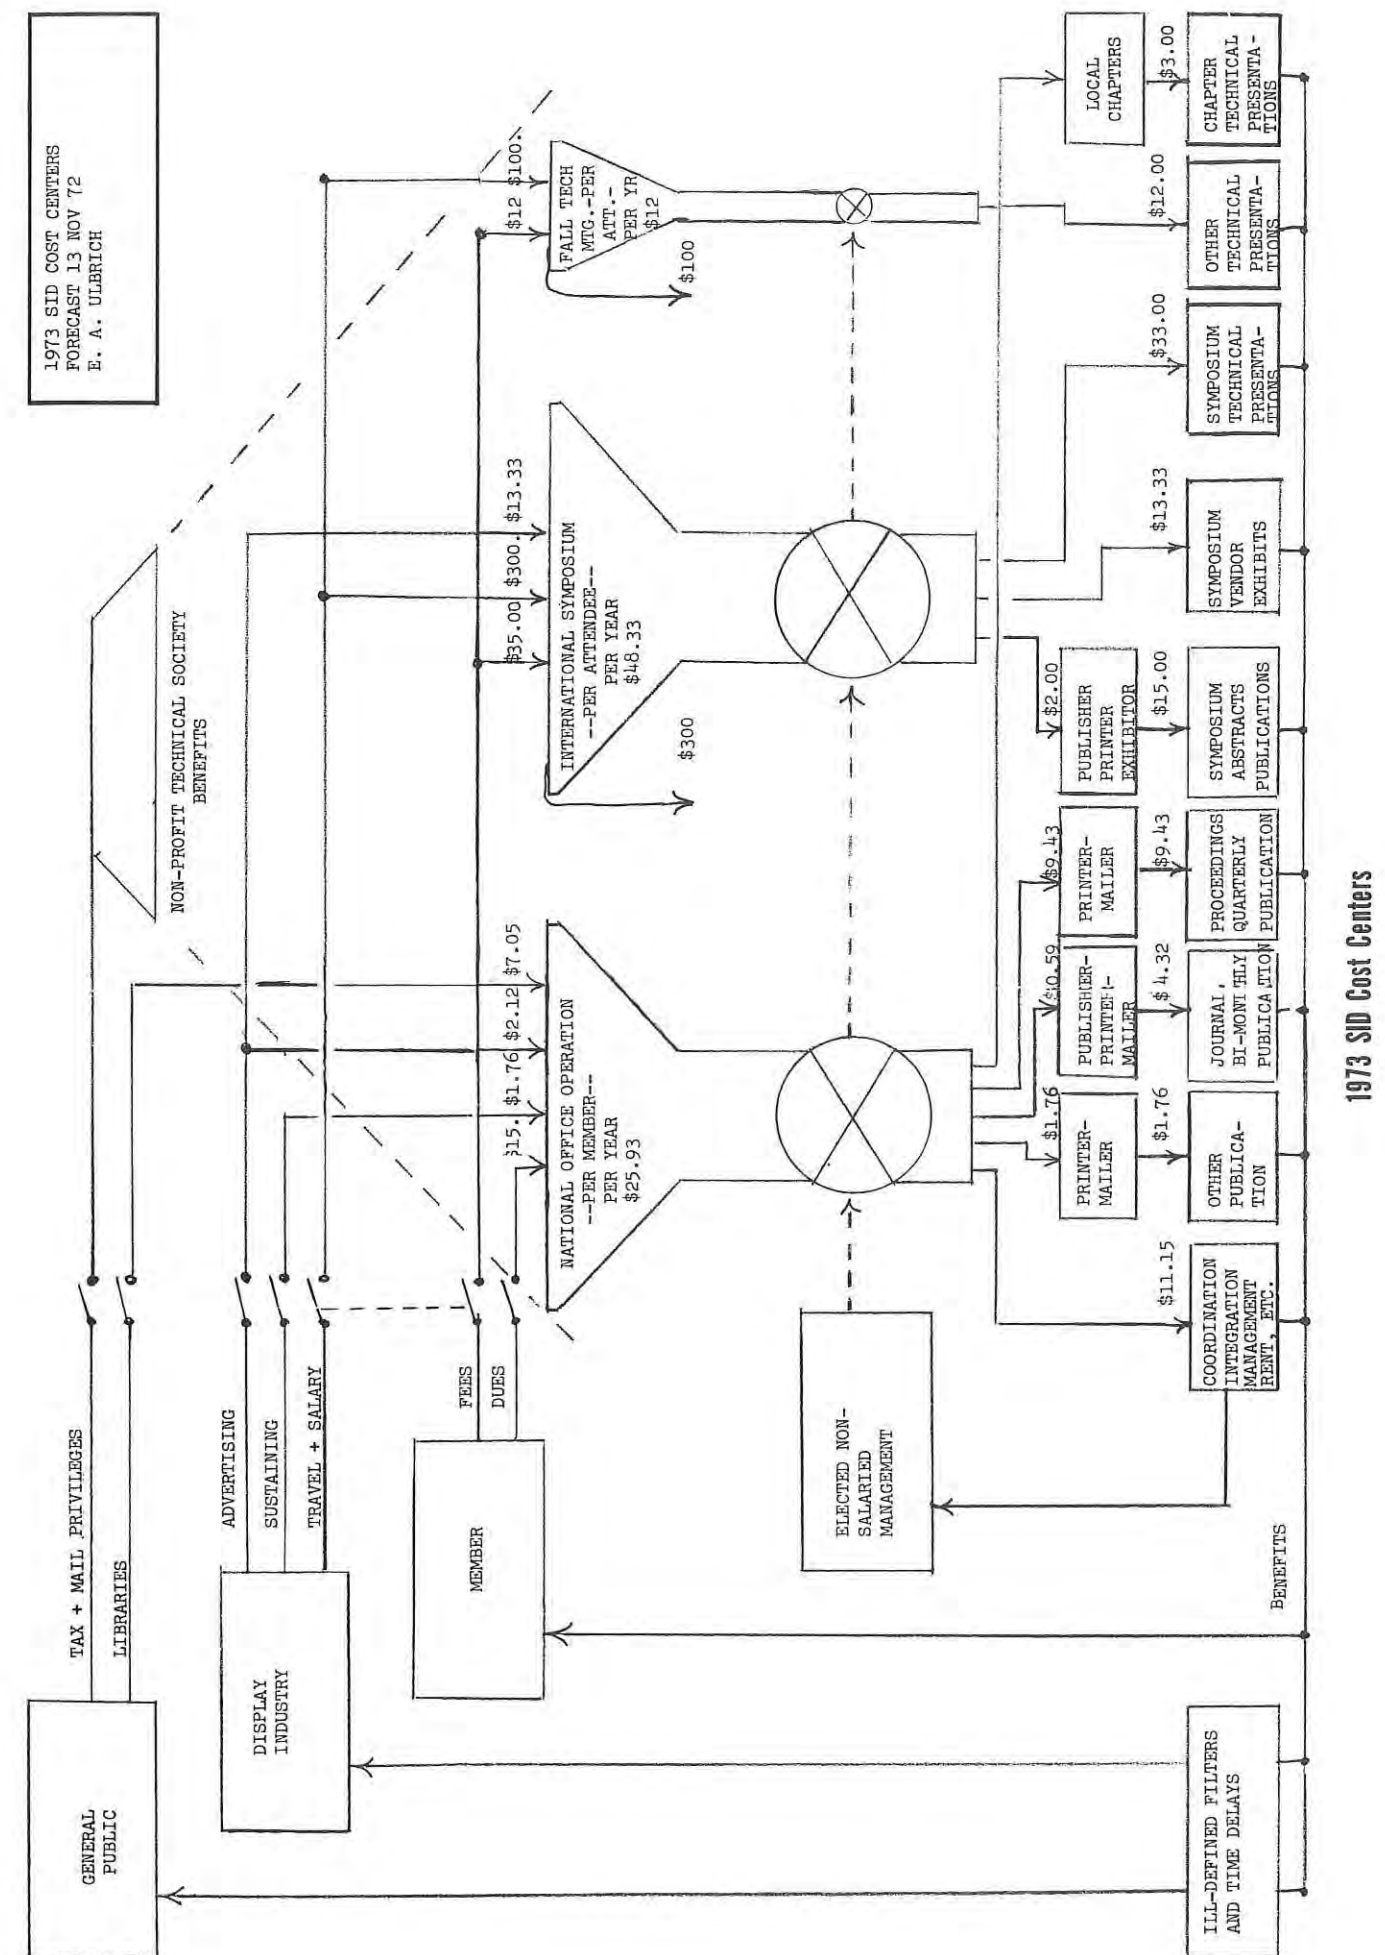 1973 SID COST CENTERS
FORECAST 13 NOV 72
E. A. ULBRICH
GENERAL
PUBLIC
TAX + MAIL PRIVILEGES
LIBRARIES
NON-PROFIT TECHNICAL SOCIETY
BENEFITS
DISPLAY
INDUSTRY
ADVERTISING
SUSTAINING
TRAVEL + SALARY
MEMBER
FEES
DUES
$15. $1.76 $2.12 $7.05
NATIONAL OFFICE OPERATION
--PER MEMBER--
PER YEAR
$25.93
$35.00 $300. $13.33
INTERNATIONAL SYMPOSIUM
--PER ATTENDEE--
PER YEAR
$48.33
$300
$12 $100.
FALL TECH
MTG.-PER
ATT.-
PER YR
$12
$100
ELECTED NON-
SALARIED
MANAGEMENT
$1.76
PRINTER-
MAILER
$0.59
PUBLISHER-
PRINTER-
MAILER
$9.43
PRINTER-
MAILER
$2.00
PUBLISHER
PRINTER
EXHIBITOR
LOCAL
CHAPTERS
$11.15
COORDINATION
INTEGRATION
MANAGEMENT
RENT, ETC.
$1.76
OTHER
PUBLICA-
TION
$4.32
JOURNAL,
BI-MONTHLY
PUBLICATION
$9.43
PROCEEDINGS
QUARTERLY
PUBLICATION
$15.00
SYMPOSIUM
ABSTRACTS
PUBLICATIONS
$13.33
SYMPOSIUM
VENDOR
EXHIBITS
$33.00
SYMPOSIUM
TECHNICAL
PRESENTA-
TIONS
$12.00
OTHER
TECHNICAL
PRESENTA-
TIONS
$3.00
CHAPTER
TECHNICAL
PRESENTA-
TIONS
ILL-DEFINED FILTERS
AND TIME DELAYS
BENEFITS
1973 SID Cost Centers